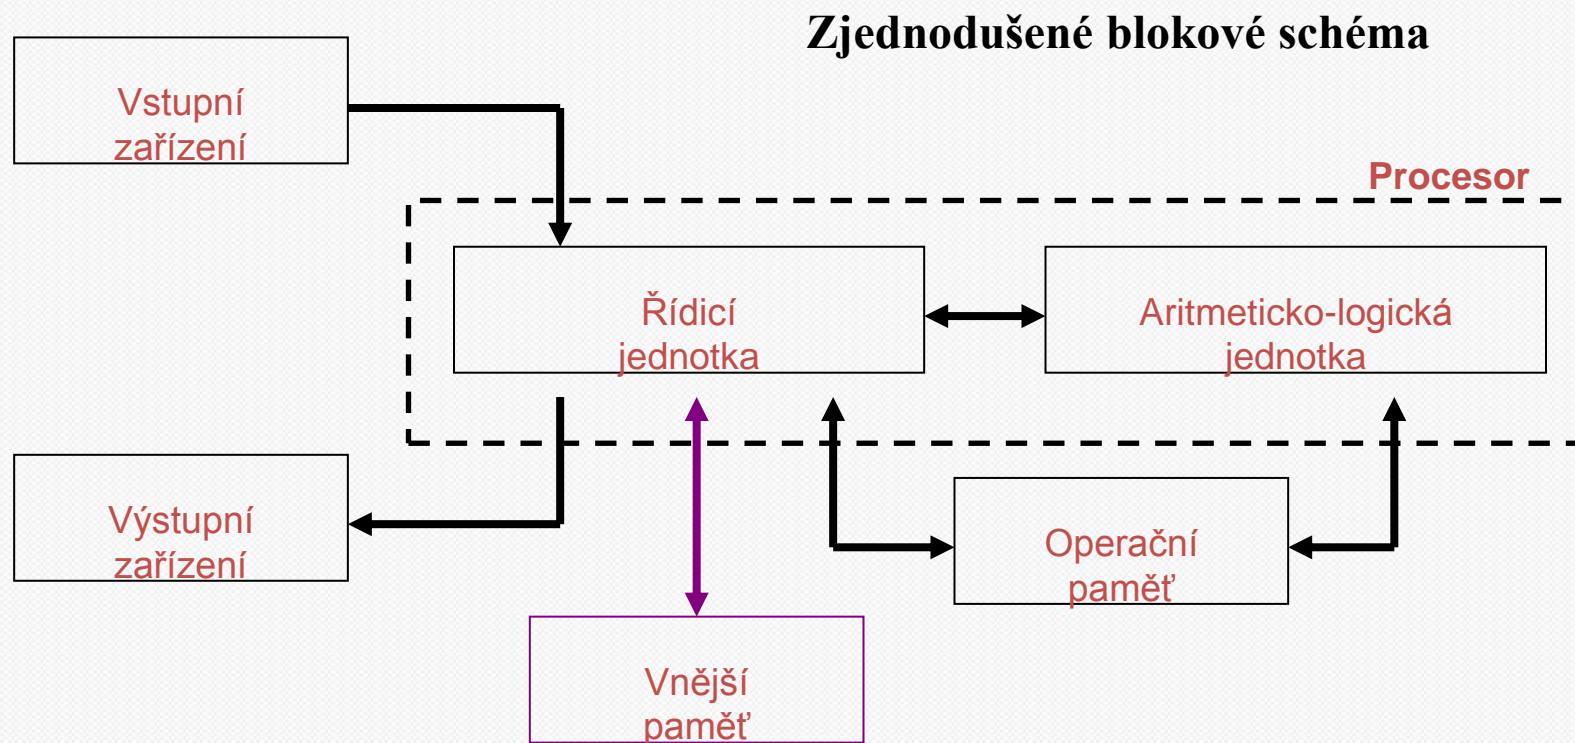 Zjednodušené blokové schéma
Vstupní
zařízení
Procesor
Řídicí
jednotka
Aritmeticko-logická
jednotka
Výstupní
zařízení
Operační
paměť
Vnější
paměť